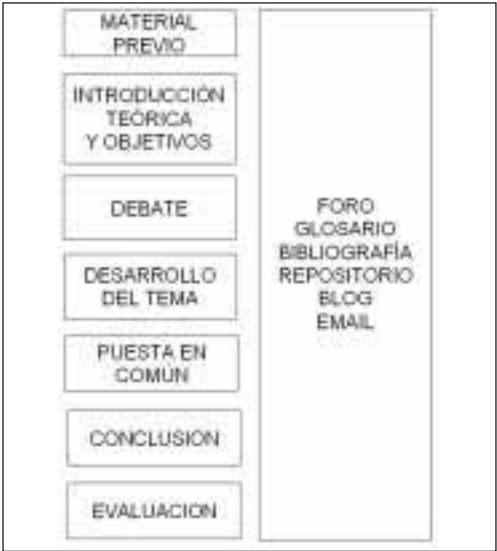 MATERIAL
PREVIO
INTRODUCCIÓN
TEÓRICA
Y OBJETIVOS
DEBATE
DESARROLLO
DEL TEMA
PUESTA EN
COMÚN
CONCLUSION
EVALUACION
FORO
GLOSARIO
BIBLIOGRAFÍA
REPOSITORIO
BLOG
EMAIL